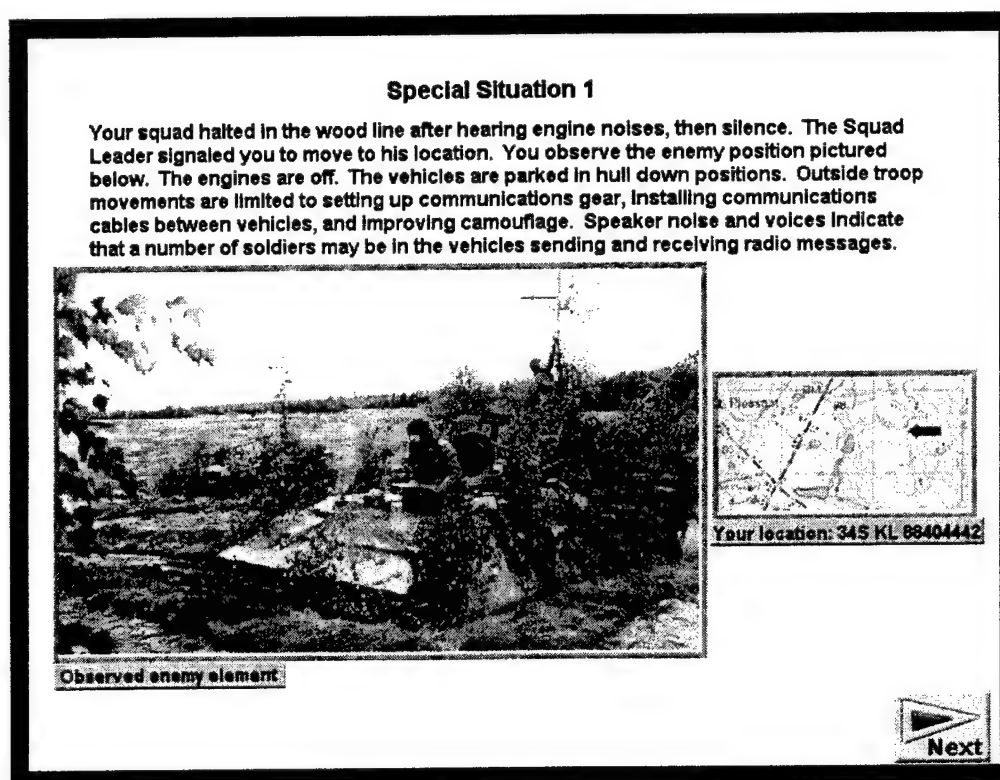 Special Situation 1
Your squad halted in the wood line after hearing engine noises, then silence. The Squad
Leader signaled you to move to his location. You observe the enemy position pictured
below. The engines are off. The vehicles are parked in hull down positions. Outside troop
movements are limited to setting up communications gear, installing communications
cables between vehicles, and improving camouflage. Speaker noise and voices indicate
that a number of soldiers may be in the vehicles sending and receiving radio messages.
Your location: 34S KL 88404442
Observed enemy element
Next